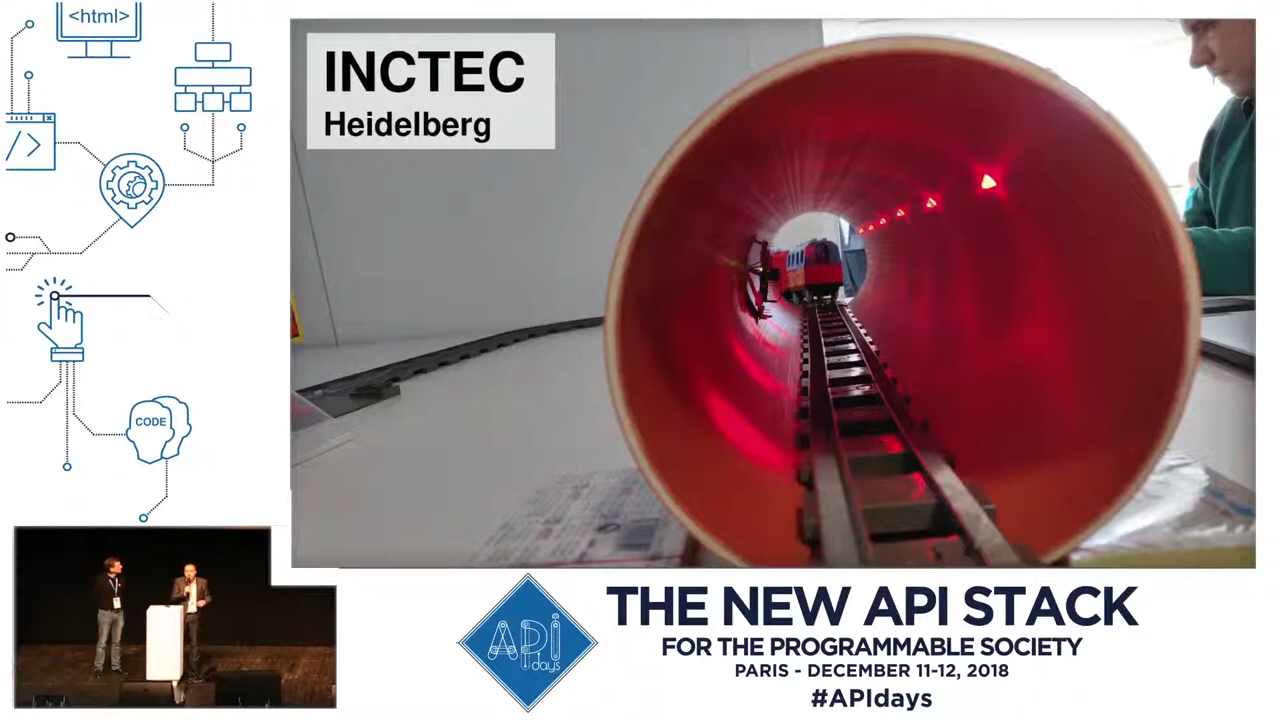 <html>
</>
CODE
INCTEC
Heidelberg
API
days
THE NEW API STACK
FOR THE PROGRAMMABLE SOCIETY
PARIS - DECEMBER 11-12, 2018
#APIdays